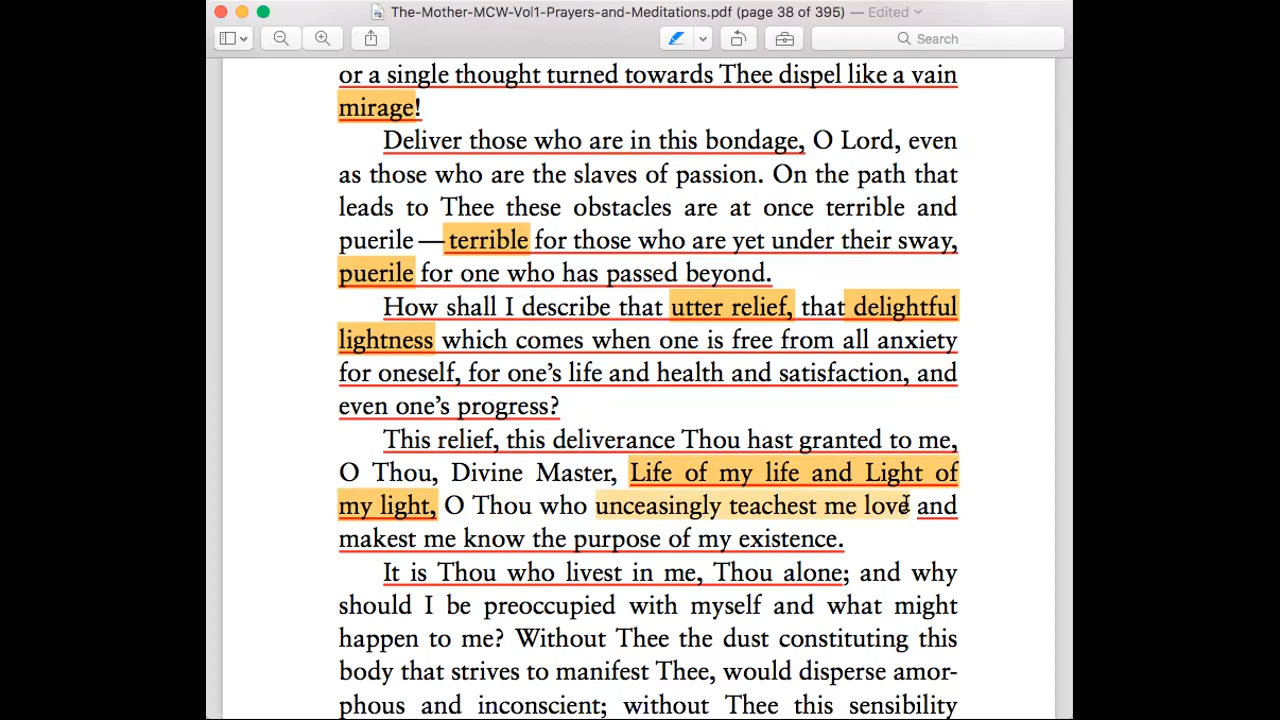 The-Mother-MCW-Vol1-Prayers-and-Meditations.pdf (page 38 of 395) — Edited
Search
or a single thought turned towards Thee dispel like a vain
mirage!
Deliver those who are in this bondage, O Lord, even
as those who are the slaves of passion. On the path that
leads to Thee these obstacles are at once terrible and
puerile — terrible for those who are yet under their sway,
puerile for one who has passed beyond.
How shall I describe that utter relief, that delightful
lightness which comes when one is free from all anxiety
for oneself, for one’s life and health and satisfaction, and
even one’s progress?
This relief, this deliverance Thou hast granted to me,
O Thou, Divine Master, Life of my life and Light of
my light, O Thou who unceasingly teachest me love and
makest me know the purpose of my existence.
It is Thou who livest in me, Thou alone; and why
should I be preoccupied with myself and what might
happen to me? Without Thee the dust constituting this
body that strives to manifest Thee, would disperse amor-
phous and inconscient; without Thee this sensibility